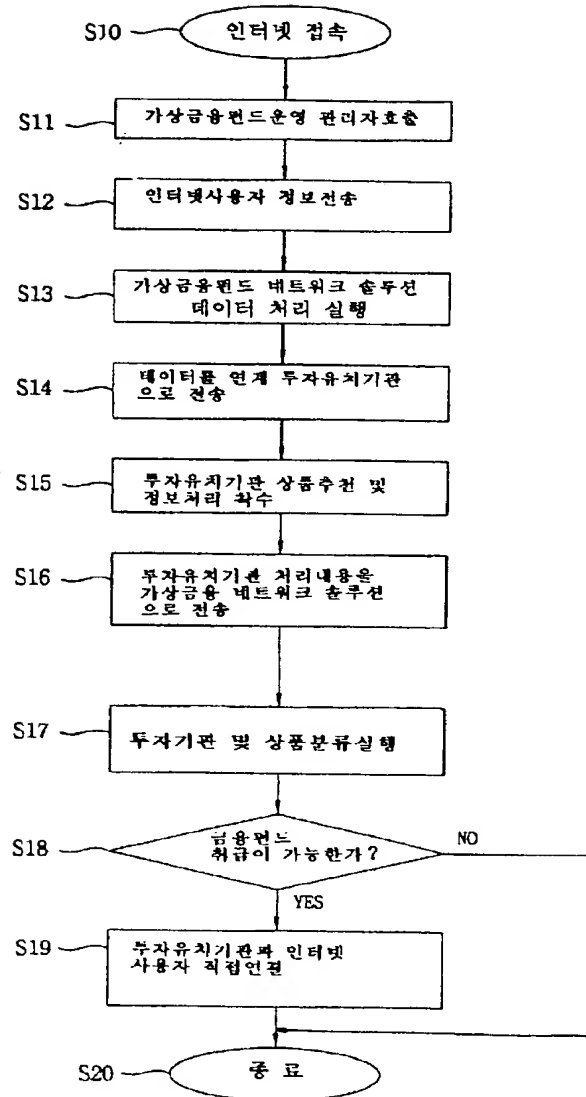 S10
인터넷 접속
S11
가상금융펀드운영 관리자호출
S12
인터넷사용자 정보전송
S13
가상금융펀드 네트워크 솔루션
데이터 처리 실행
S14
데이터를 연계 투자유치기관
으로 전송
S15
투자유치기관 상품추천 및
정보처리 착수
S16
투자유치기관 처리내용을
가상금융 네트워크 솔루션
으로 전송
S17
투자기관 및 상품분류실행
S18
금융펀드
취급이 가능한가?
NO
YES
S19
투자유치기관과 인터넷
사용자 직접연결
S20
종 료